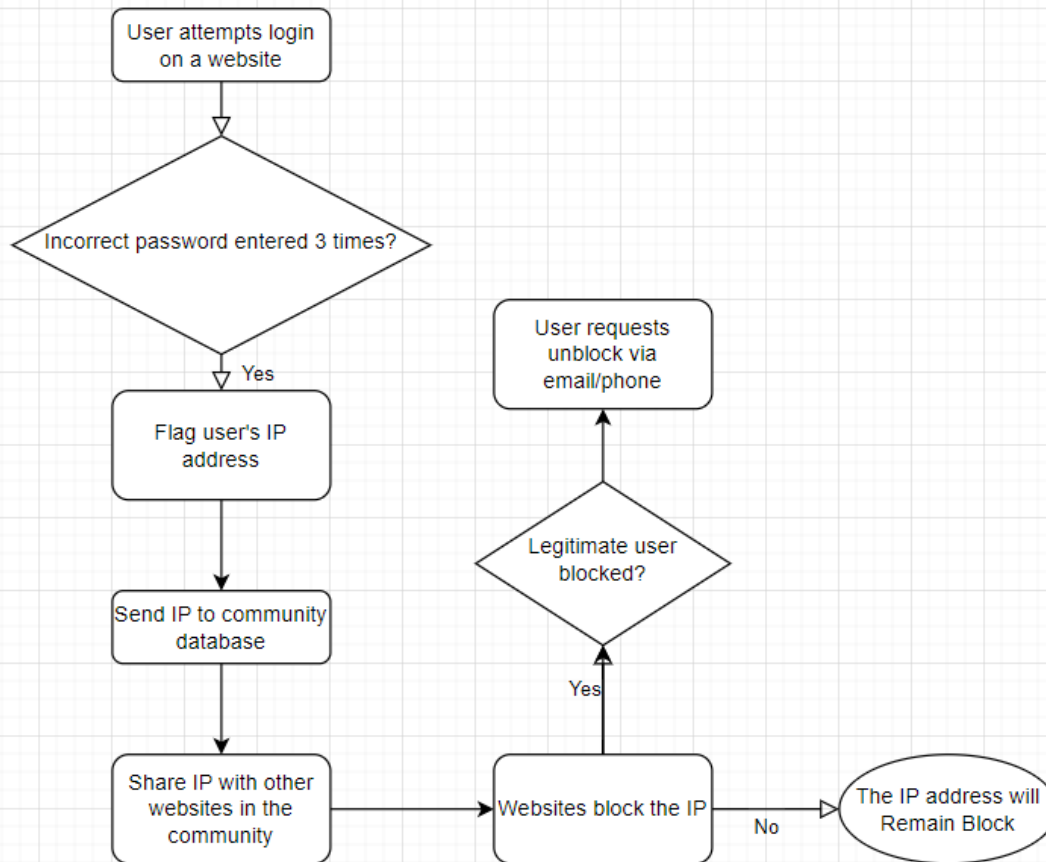 User attempts login
on a website
Incorrect password entered 3 times?
Yes
Flag user's IP
address
Send IP to community
database
Share IP with other
websites in the
community
Websites block the IP
Yes
Legitimate user
blocked?
User requests
unblock via
email/phone
No
The IP address will
Remain Block